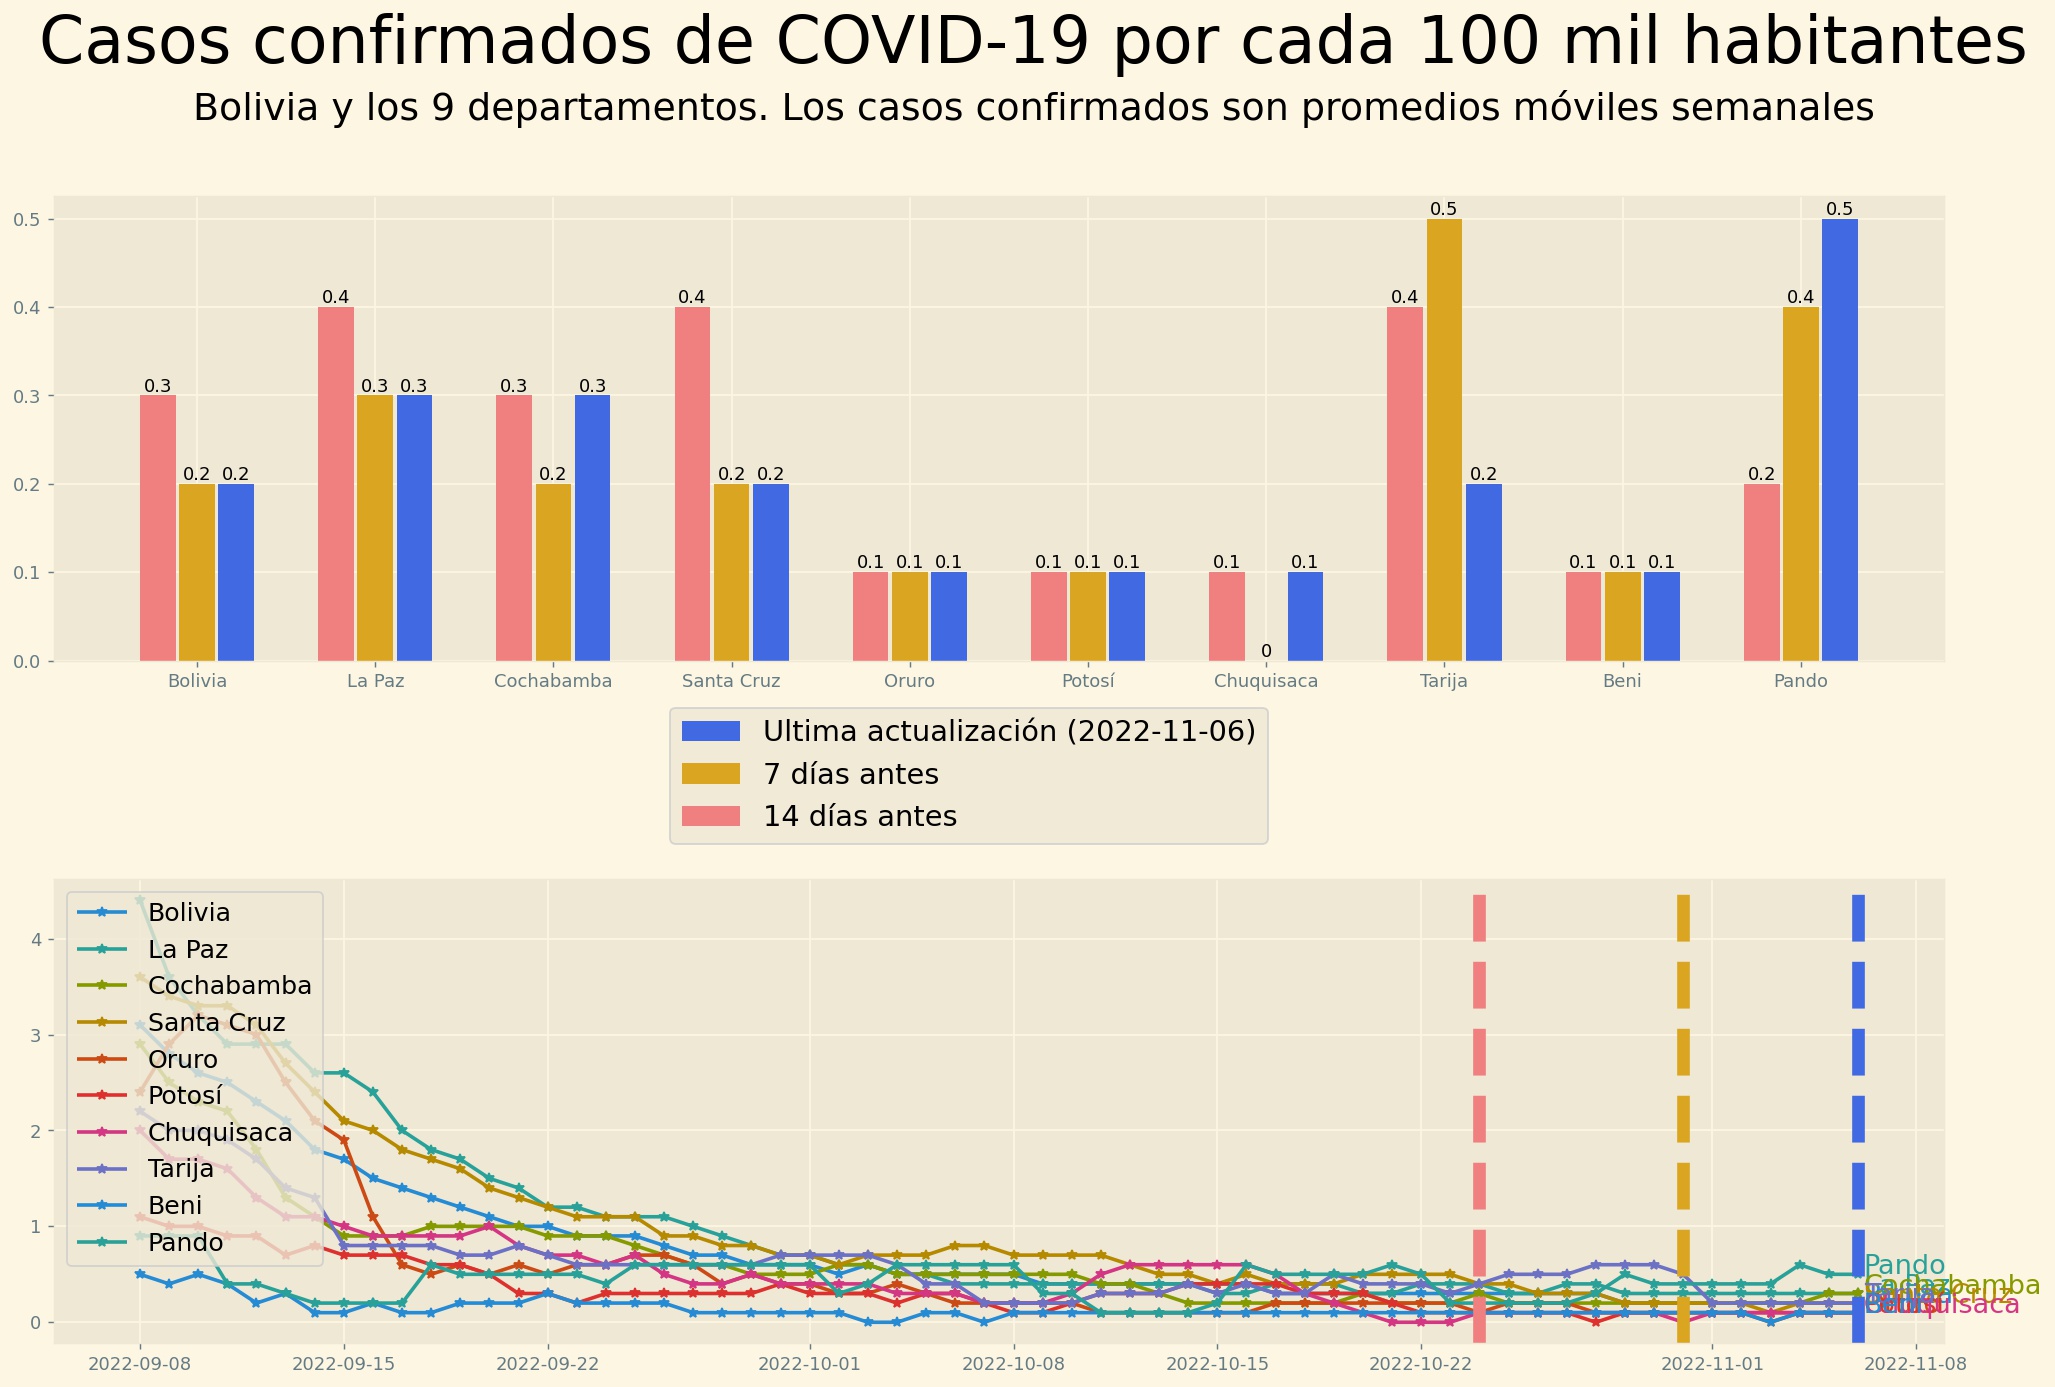 Casos confirmados de COVID-19 por cada 100 mil habitantes
Bolivia y los 9 departamentos. Los casos confirmados son promedios móviles semanales
0.5
0.4
0.3
0.2
0.1
0.0
0.3 0.2 0.2
0.4 0.3 0.3
0.3 0.2 0.3
0.4 0.2 0.2
0.1 0.1 0.1
0.1 0.1 0.1
0.1 0 0.1
0.4 0.5 0.2
0.1 0.1 0.1
0.2 0.4 0.5
Bolivia La Paz Cochabamba Santa Cruz Oruro Potosí Chuquisaca Tarija Beni Pando
Ultima actualización (2022-11-06)
7 días antes
14 días antes
4
3
2
1
0
Bolivia
La Paz
Cochabamba
Santa Cruz
Oruro
Potosí
Chuquisaca
Tarija
Beni
Pando
Pando
Cochabamba
Chuquisaca
2022-09-08 2022-09-15 2022-09-22 2022-10-01 2022-10-08 2022-10-15 2022-10-22 2022-11-01 2022-11-08